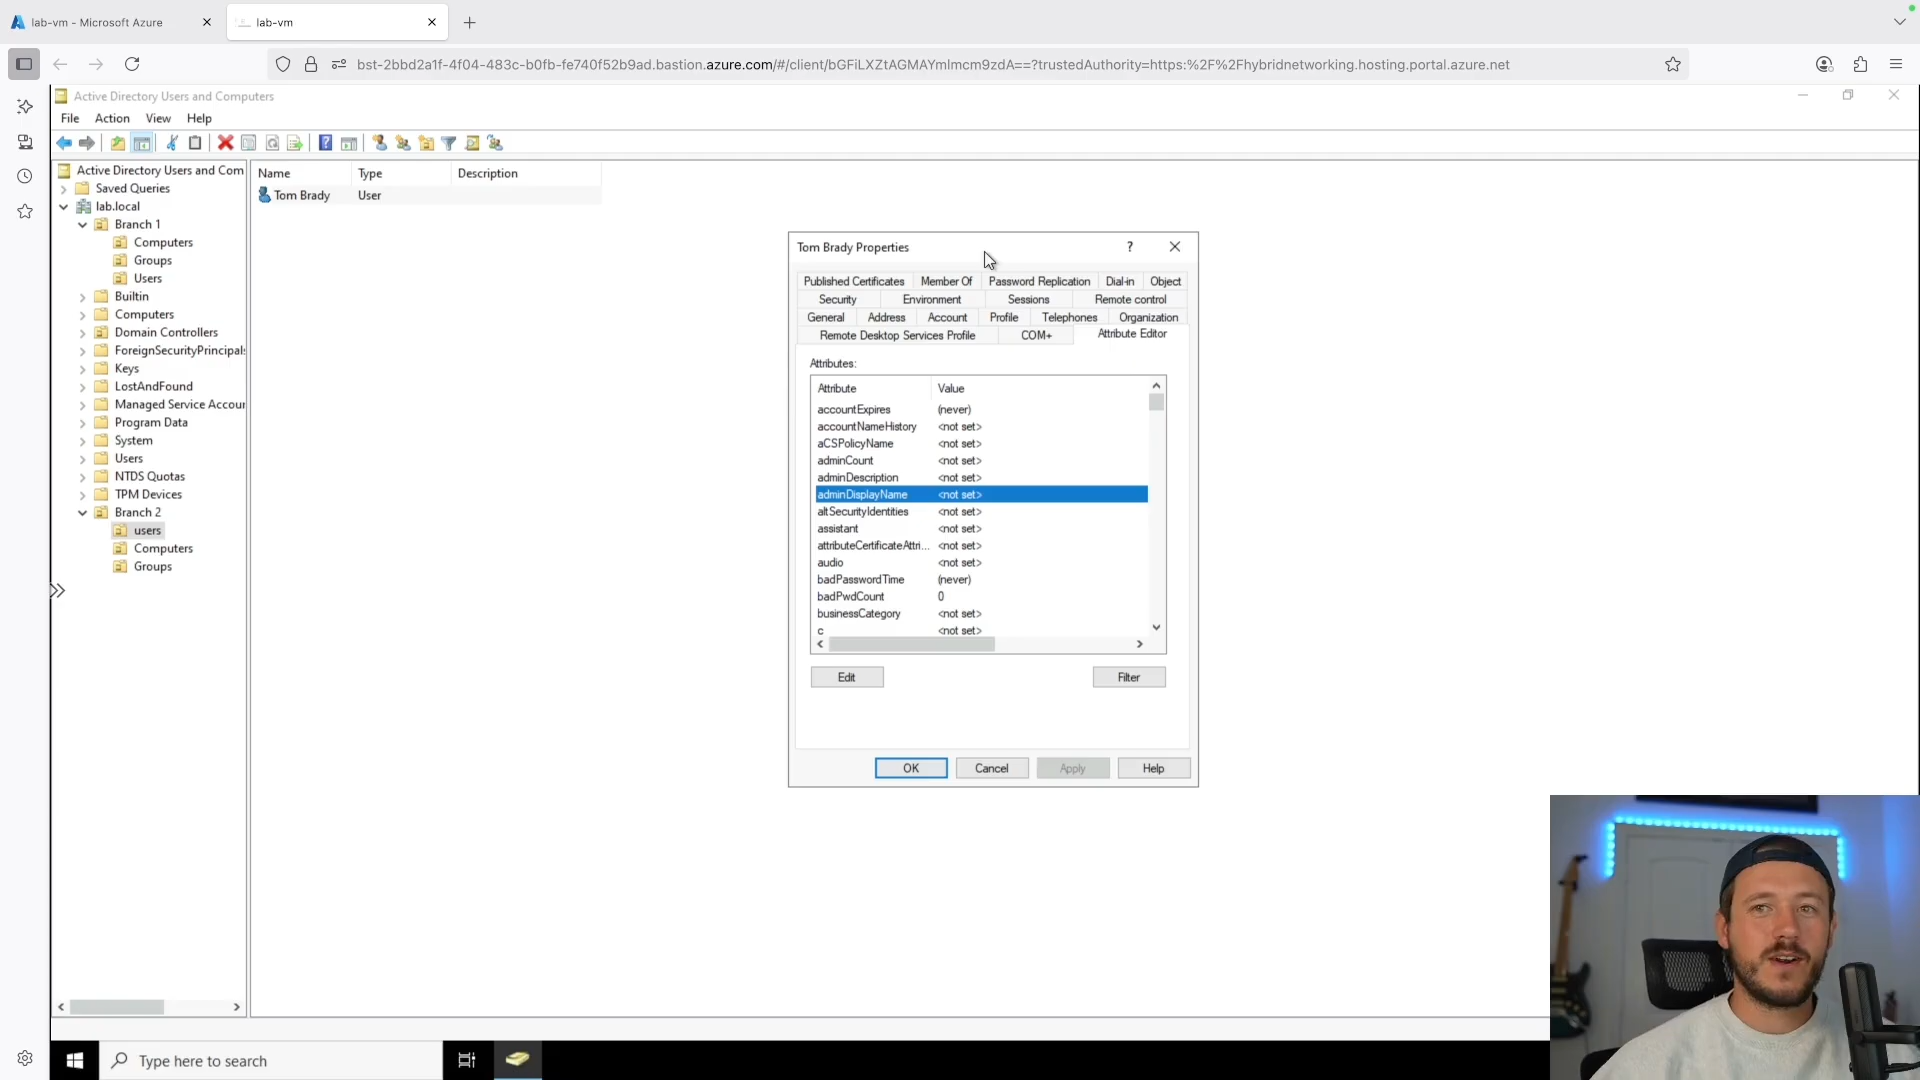 lab-vm - Microsoft Azure
lab-vm
bst-2bbd2a1f-4f04-483c-b0fb-fe740f52b9ad.bastion.azure.com/#/client/bGFiLXZtAGMAYmlmcm9zdA==?trustedAuthority=https:%2F%2Fhybridnetworking.hosting.portal.azure.net
Active Directory Users and Computers
File Action View Help
Active Directory Users and Com
Saved Queries
lab.local
Branch 1
Computers
Groups
Users
Builtin
Computers
Domain Controllers
ForeignSecurityPrincipals
Keys
LostAndFound
Managed Service Accour
Program Data
System
Users
NTDS Quotas
TPM Devices
Branch 2
users
Computers
Groups
Name Type Description
Tom Brady User
Tom Brady Properties
?
Published Certificates Member Of Password Replication Dial-in Object
Security Environment Sessions Remote control
General Address Account Profile Telephones Organization
Remote Desktop Services Profile COM+ Attribute Editor
Attributes:
Attribute Value
accountExpires (never)
accountNameHistory <not set>
aCSPolicyName <not set>
adminCount <not set>
adminDescription <not set>
adminDisplayName <not set>
altSecurityIdentities <not set>
assistant <not set>
attributeCertificateAttri... <not set>
audio <not set>
badPasswordTime (never)
badPwdCount 0
businessCategory <not set>
c <not set>
Edit Filter
OK Cancel Apply Help
Type here to search